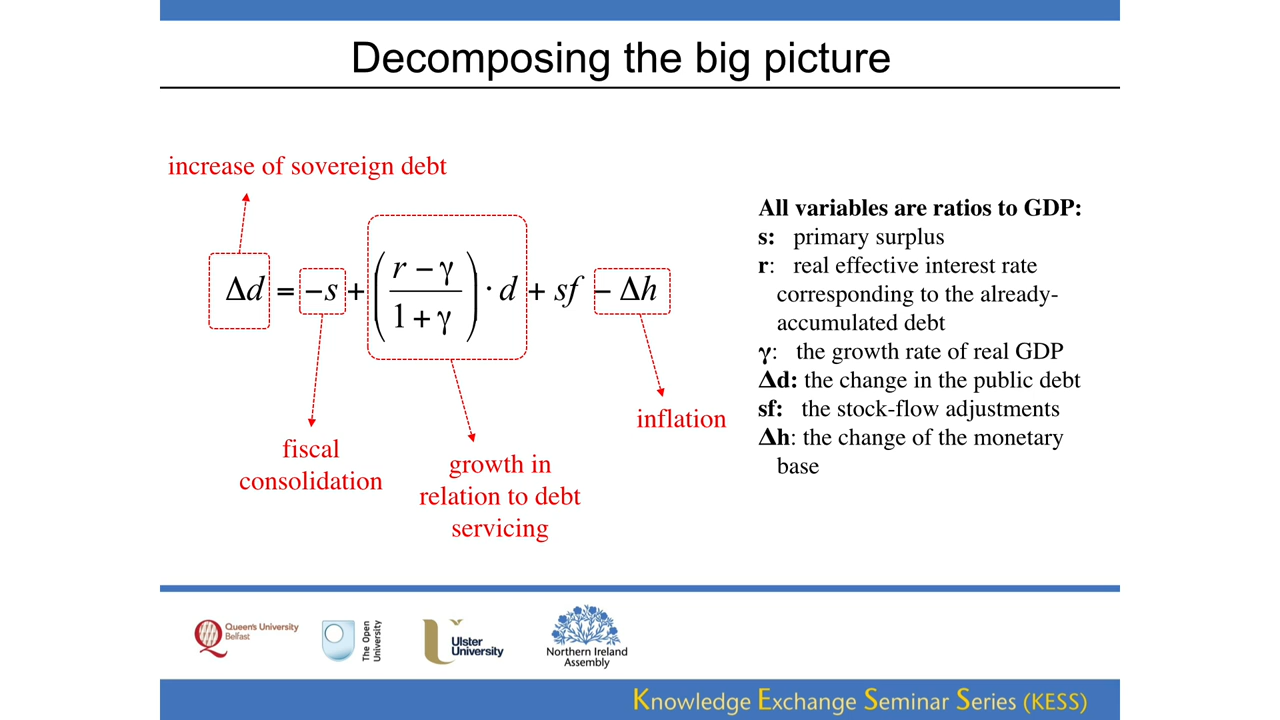 Decomposing the big picture
increase of sovereign debt
Δd = −s + ( (r − γ) / (1 + γ) ) · d + sf − Δh
inflation
fiscal
consolidation
growth in
relation to debt
servicing
All variables are ratios to GDP:
s: primary surplus
r: real effective interest rate
corresponding to the already-
accumulated debt
γ: the growth rate of real GDP
Δd: the change in the public debt
sf: the stock-flow adjustments
Δh: the change of the monetary
base
Queen's University
Belfast
The Open
University
Ulster
University
Northern Ireland
Assembly
Knowledge Exchange Seminar Series (KESS)